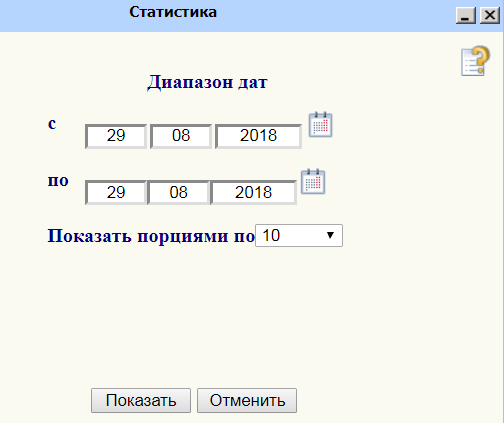 Статистика
Диапазон дат
с
29 08 2018
по
29 08 2018
Показать порциями по 10
Показать Отменить